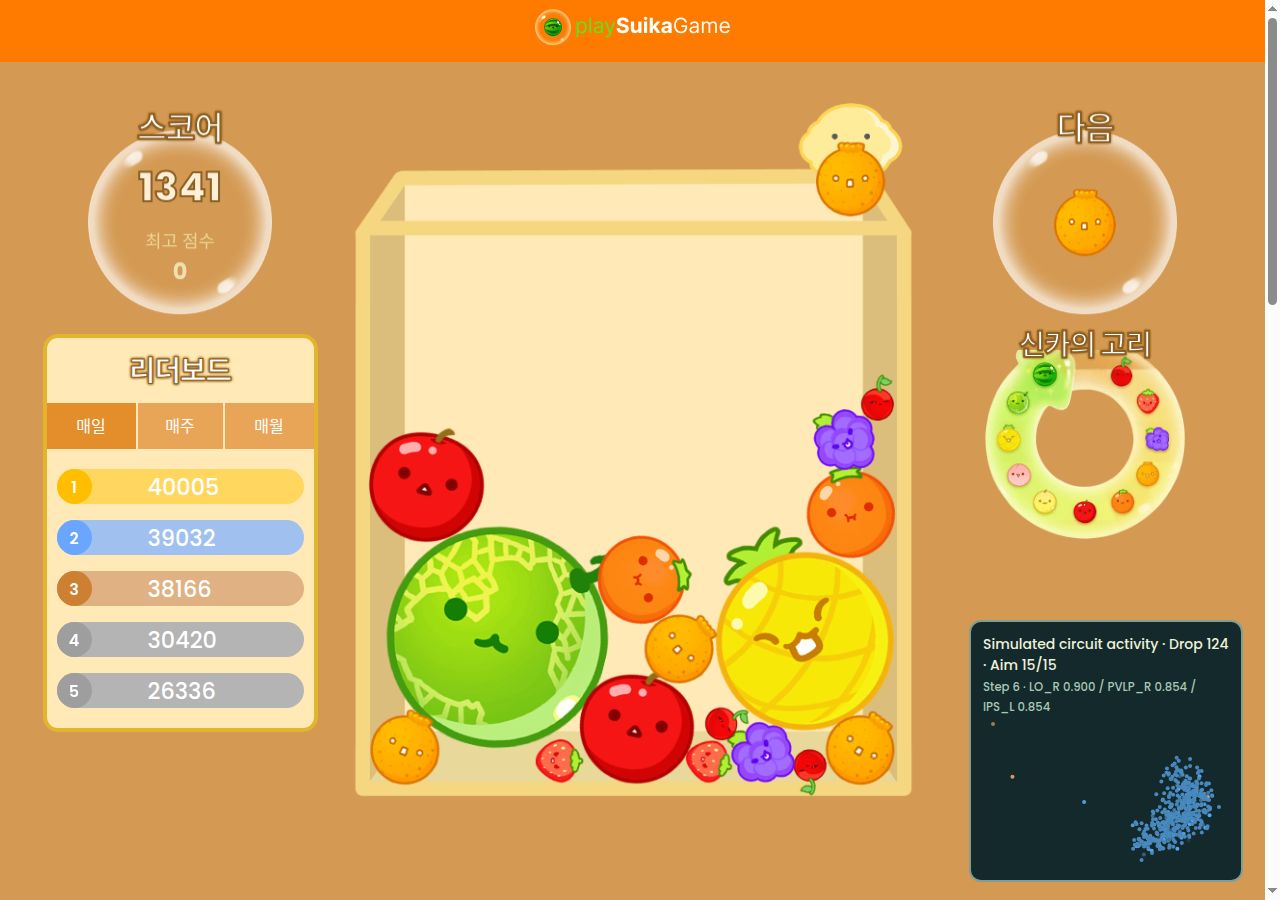 playSuikaGame
스코어
1341
최고 점수
0
다음
신카의 고리
리더보드
매일 매주 매월
1 40005
2 39032
3 38166
4 30420
5 26336
Simulated circuit activity · Drop 124
· Aim 15/15
Step 6 · LO_R 0.900 / PVLP_R 0.854 /
IPS_L 0.854